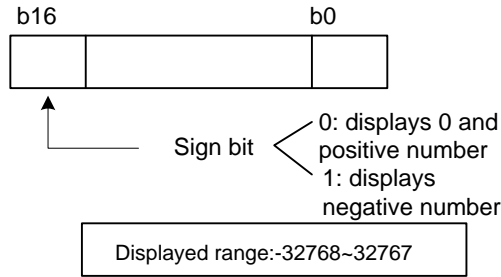 b16 b0
Sign bit
0: displays 0 and
positive number
1: displays
negative number
Displayed range:-32768~32767